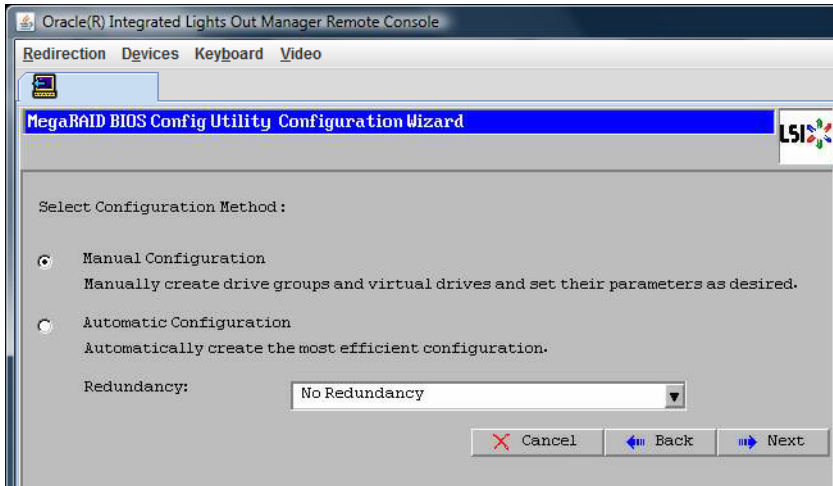 Oracle(R) Integrated Lights Out Manager Remote Console
Redirection Devices Keyboard Video
MegaRAID BIOS Config Utility Configuration Wizard
LSI
Select Configuration Method:
Manual Configuration
Manually create drive groups and virtual drives and set their parameters as desired.
Automatic Configuration
Automatically create the most efficient configuration.
Redundancy: No Redundancy
Cancel Back Next